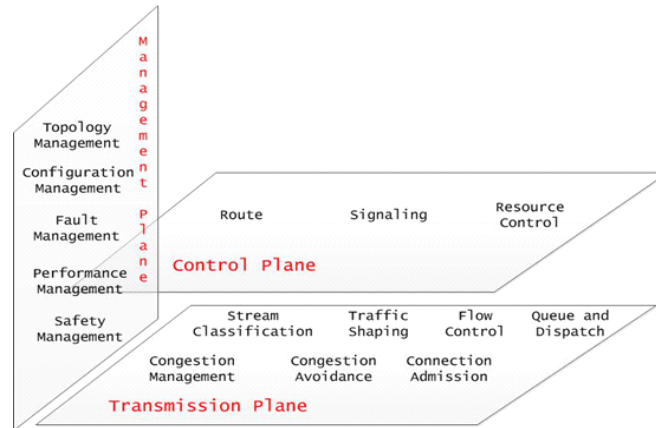 Management Plane
Topology
Management
Configuration
Management
Fault
Management
Performance
Management
Safety
Management
Route
Signaling
Resource
Control
Control Plane
Stream
Classification
Traffic
Shaping
Flow
Control
Queue and
Dispatch
Congestion
Management
Congestion
Avoidance
Connection
Admission
Transmission Plane